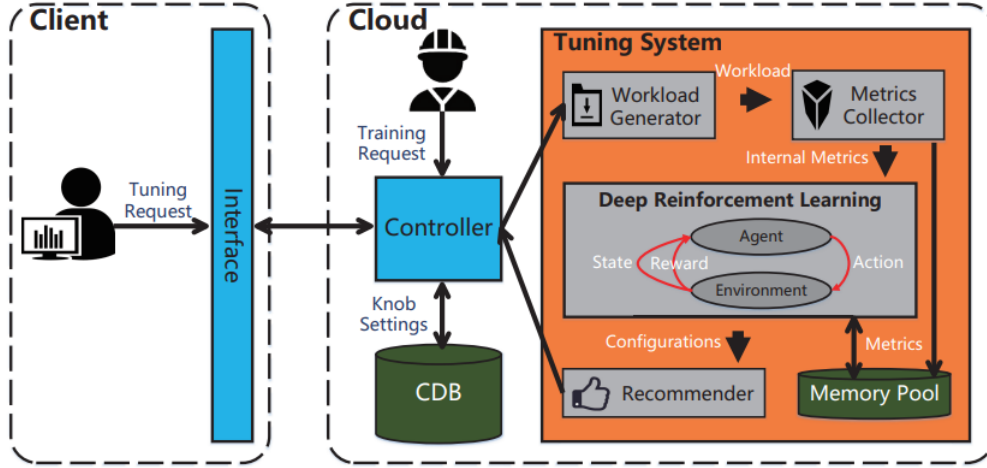 Client
Cloud
Tuning System
Workload
Workload
Generator
Metrics
Collector
Training
Request
Internal Metrics
Tuning
Request
Interface
Controller
Deep Reinforcement Learning
Agent
State
Reward
Action
Environment
Knob
Settings
Configurations
Metrics
CDB
Recommender
Memory Pool